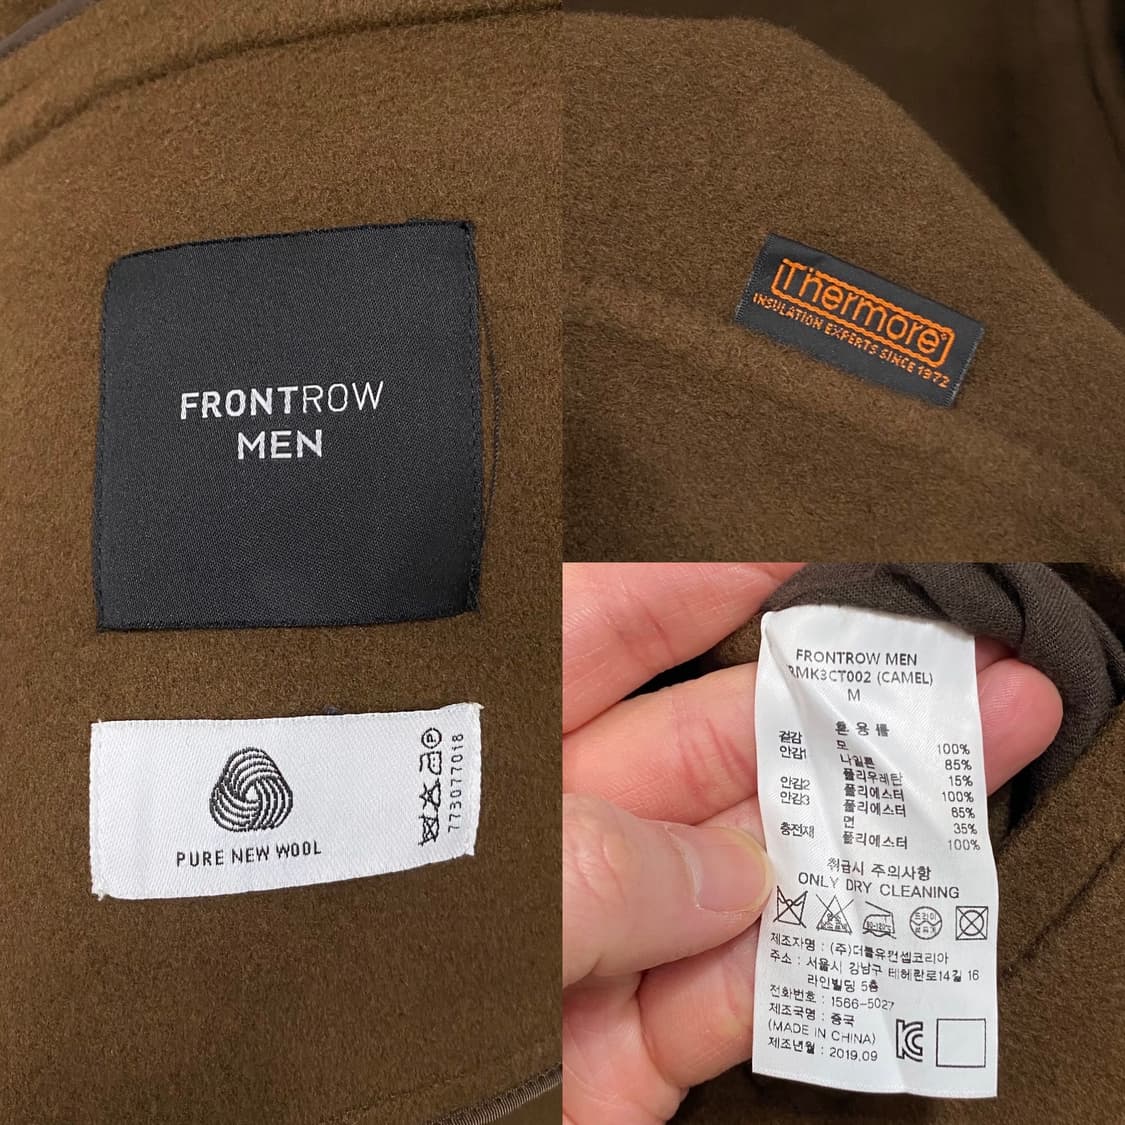 FRONTROW
MEN
PURE NEW WOOL
773077018
P
Thermore®
INSULATION EXPERTS SINCE 1972
FRONTROW MEN
RMK3CT002 (CAMEL)
M
혼 용 률
겉감 모 100%
안감1 나일론 85%
폴리우레탄 15%
안감2 폴리에스터 100%
안감3 폴리에스터 65%
면 35%
충전재 폴리에스터 100%
취급시 주의사항
ONLY DRY CLEANING
드라이
제조자명 : (주)더블유컨셉코리아
주소 : 서울시 강남구 테헤란로14길 16
라인빌딩 5층
전화번호 : 1566-5027
제조국명 : 중국
(MADE IN CHINA)
제조년월 : 2019.09